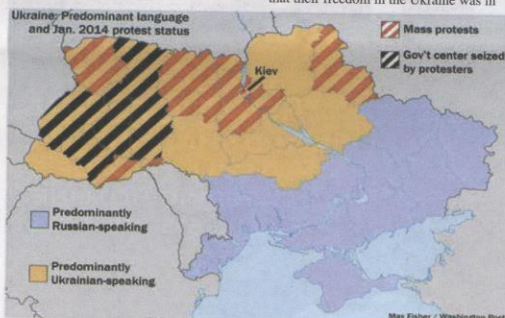 that their freedom in the Ukraine was in
Ukraine: Predominant language
and Jan. 2014 protest status
Mass protests
Gov't center seized
by protesters
Kiev
Predominantly
Russian-speaking
Predominantly
Ukrainian-speaking
Max Fisher / Washington Post